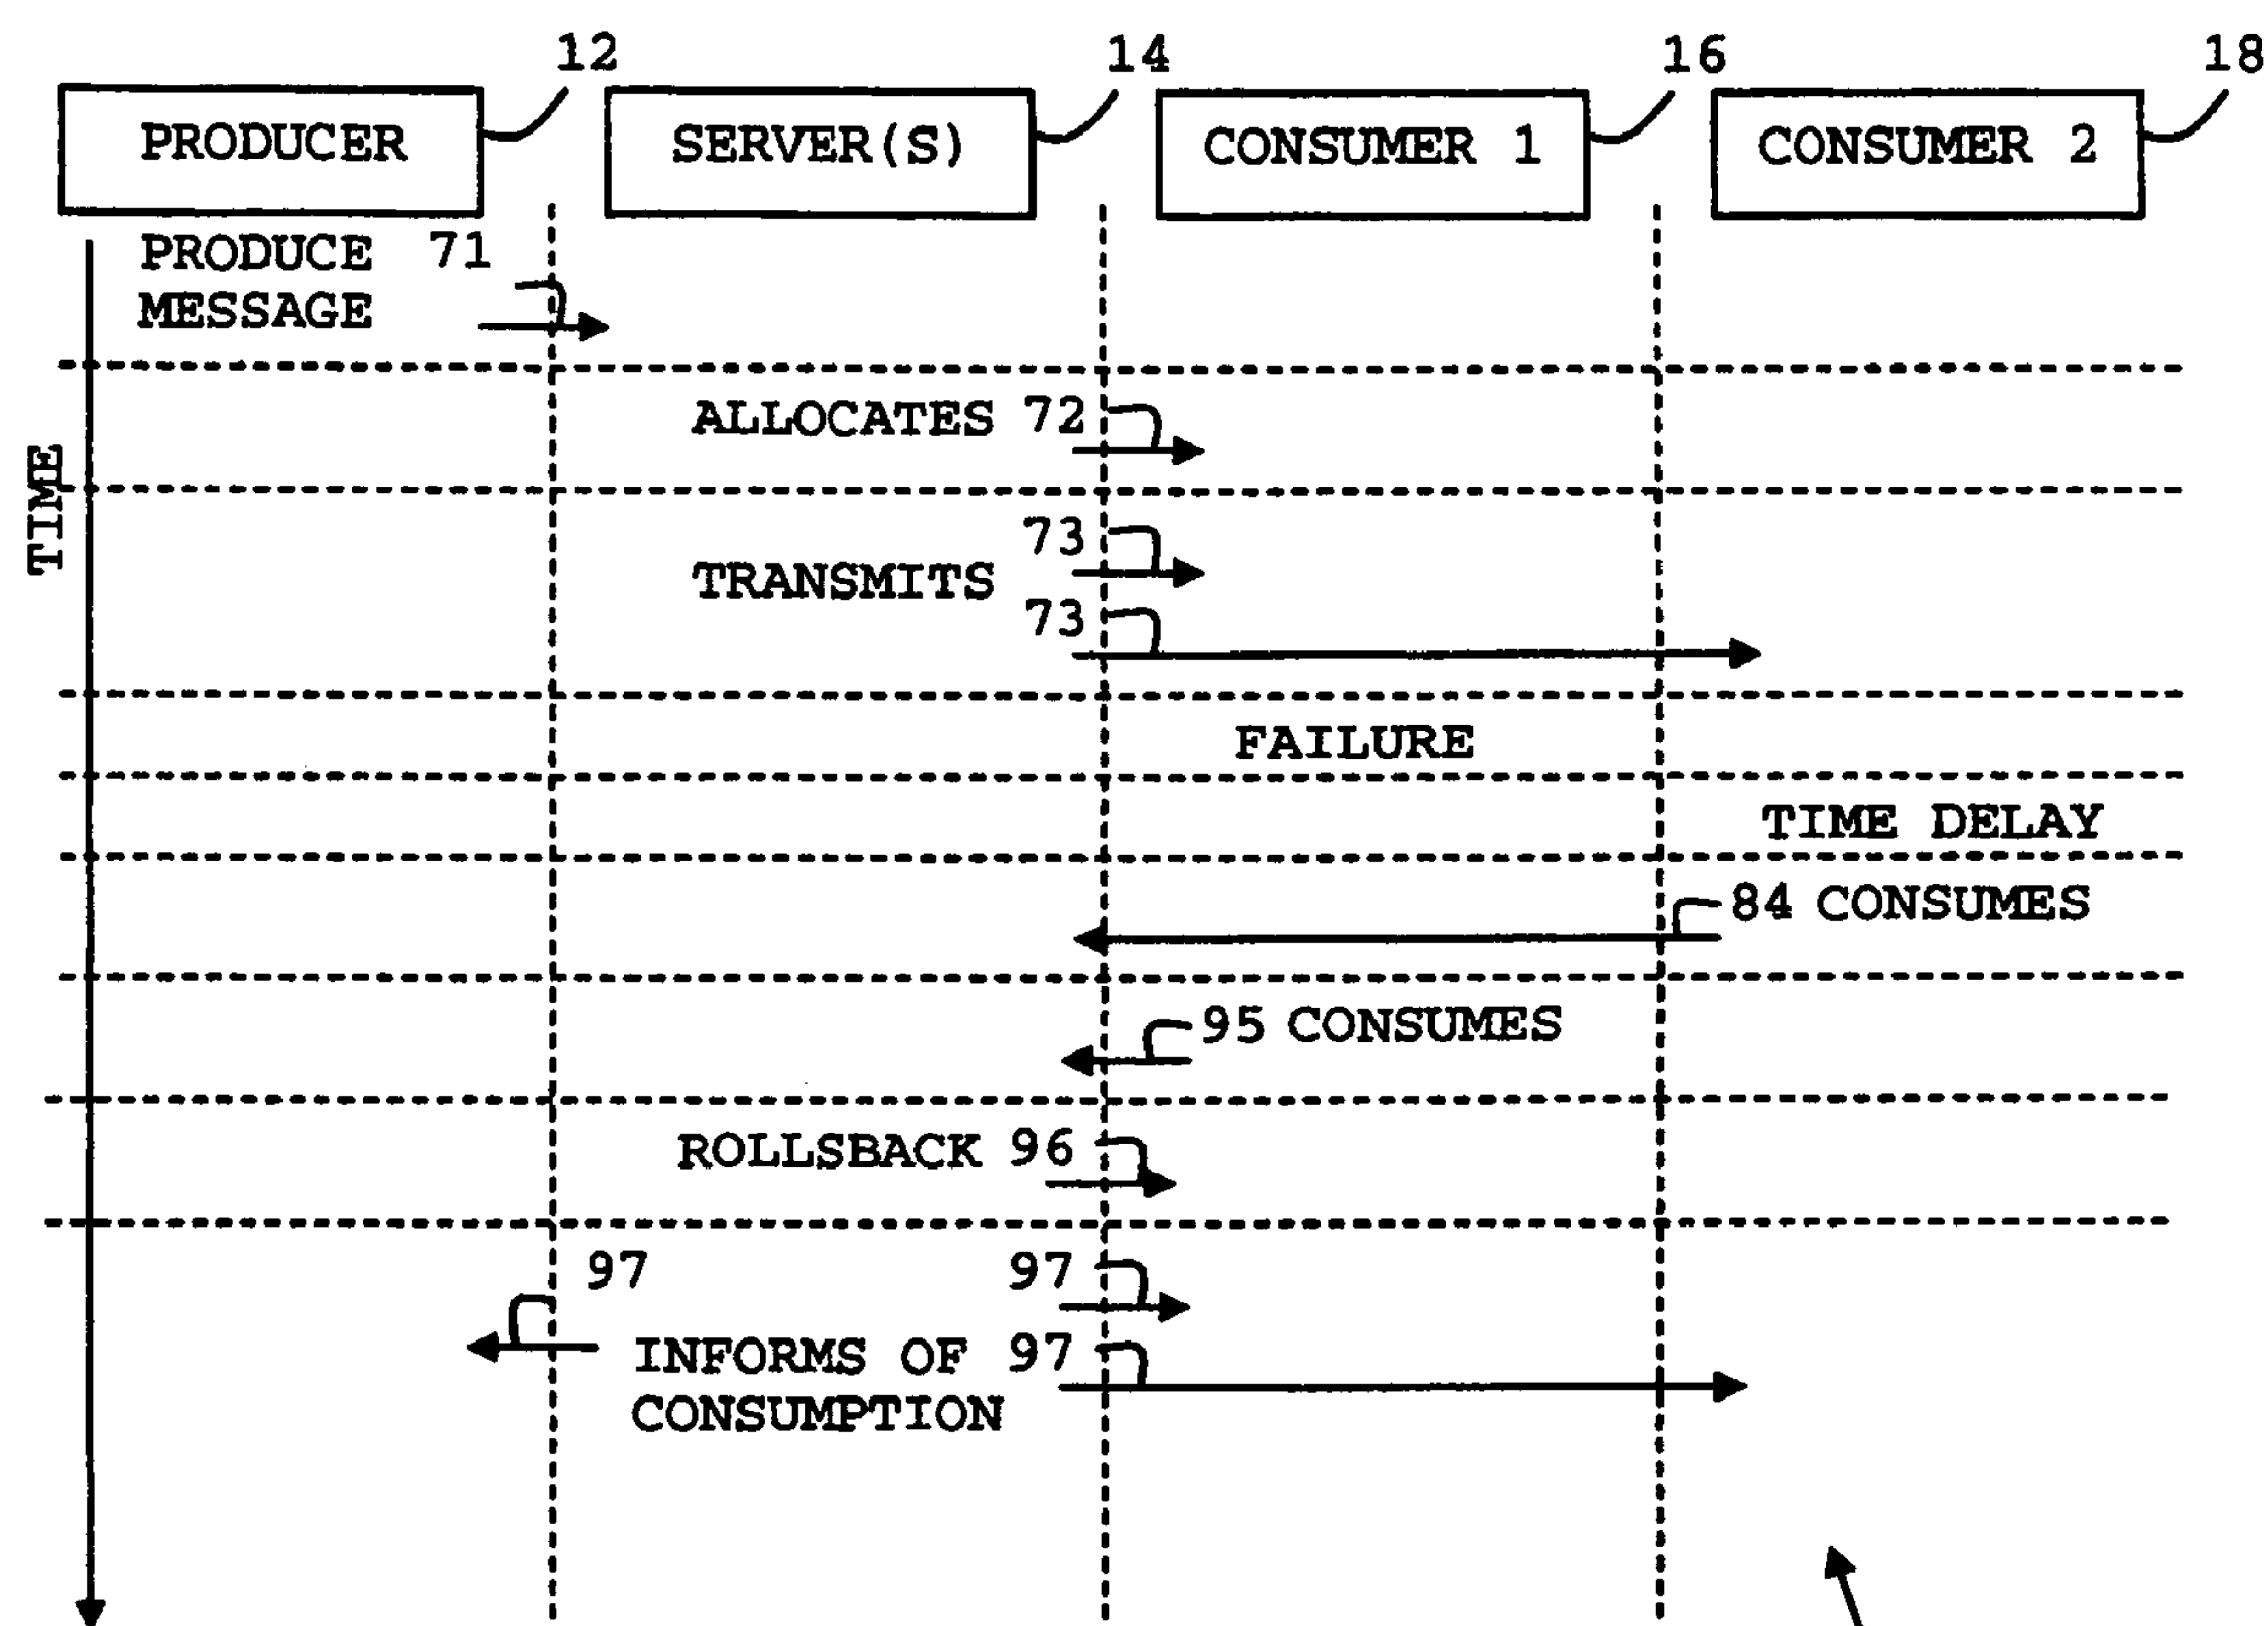 12 14 16 18
PRODUCER SERVER(S) CONSUMER 1 CONSUMER 2
PRODUCE 71
MESSAGE
ALLOCATES 72
TIME
73
TRANSMITS
73
FAILURE
TIME DELAY
84 CONSUMES
95 CONSUMES
ROLLSBACK 96
97 97
INFORMS OF 97
CONSUMPTION